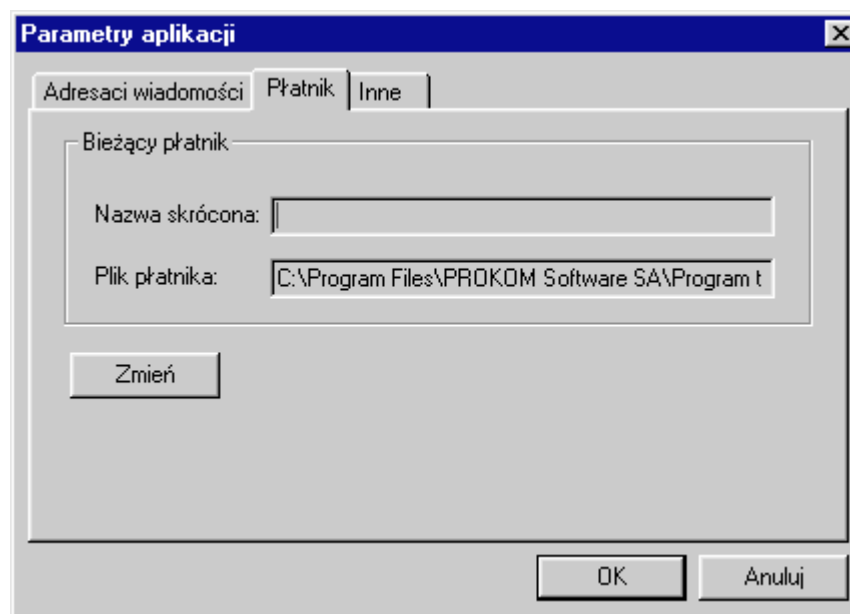 Parametry aplikacji
Adresaci wiadomości Płatnik Inne
Bieżący płatnik
Nazwa skrócona:
Plik płatnika: C:\Program Files\PROKOM Software SA\Program t
Zmień
OK Anuluj